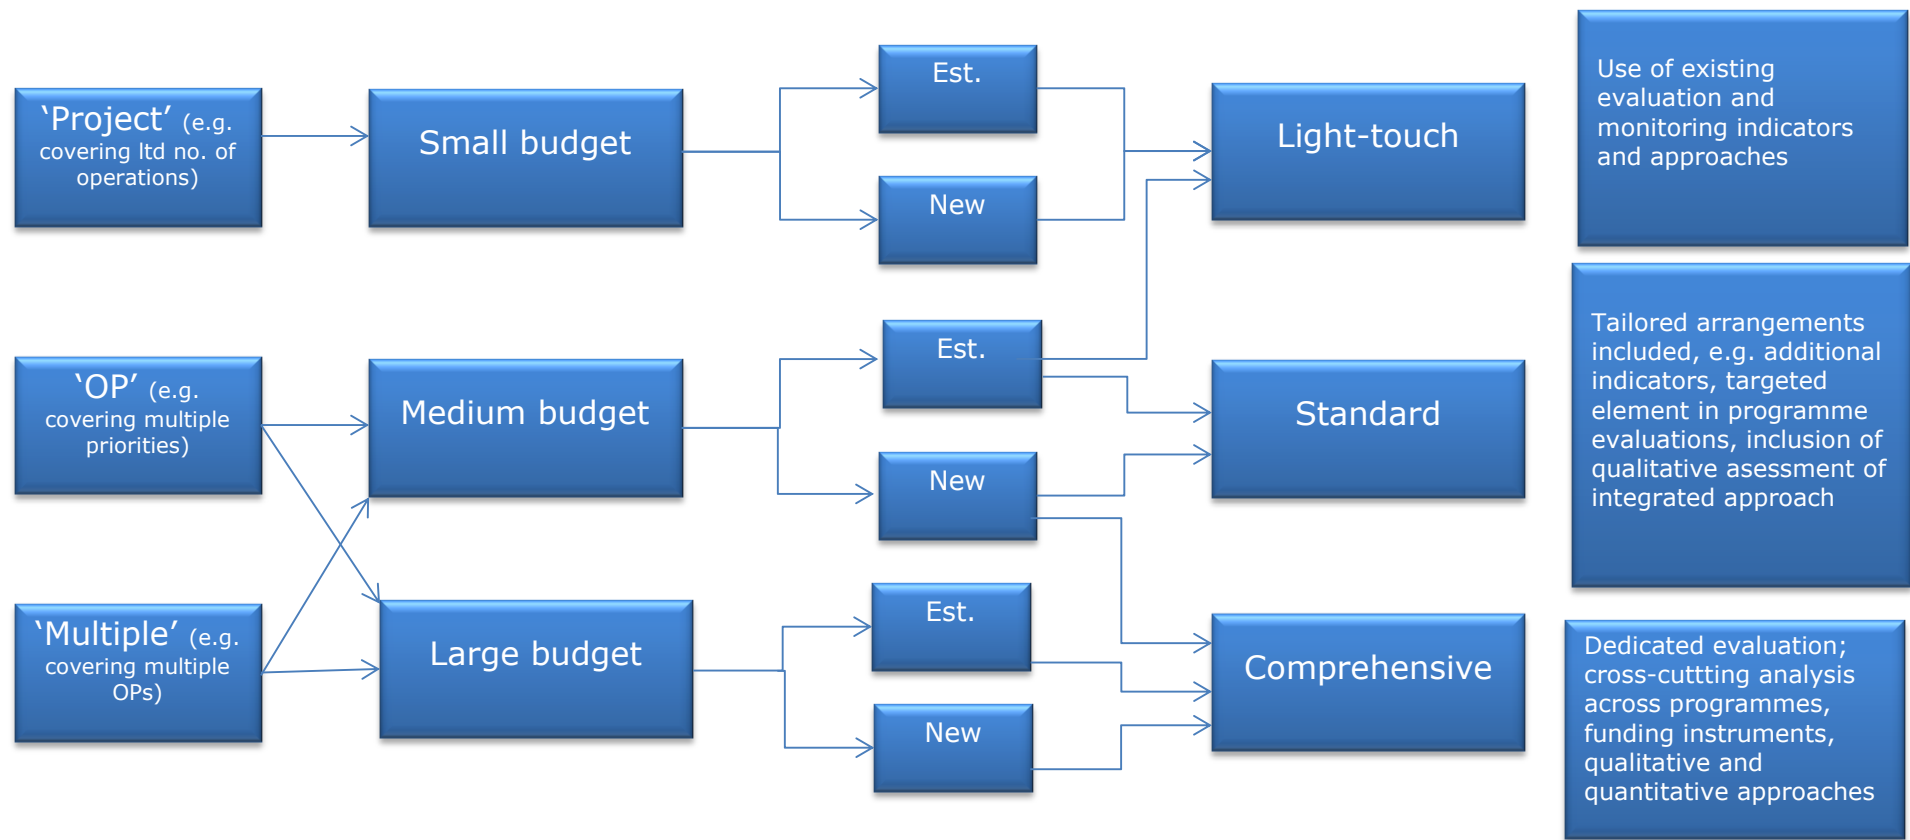 ‘Project’ (e.g.
covering ltd no. of
operations)
Small budget
Est.
New
Light-touch
Use of existing
evaluation and
monitoring indicators
and approaches
‘OP’ (e.g.
covering multiple
priorities)
Medium budget
Est.
New
Standard
Tailored arrangements
included, e.g. additional
indicators, targeted
element in programme
evaluations, inclusion of
qualitative asessment of
integrated approach
‘Multiple’ (e.g.
covering multiple
OPs)
Large budget
Est.
New
Comprehensive
Dedicated evaluation;
cross-cuttting analysis
across programmes,
funding instruments,
qualitative and
quantitative approaches